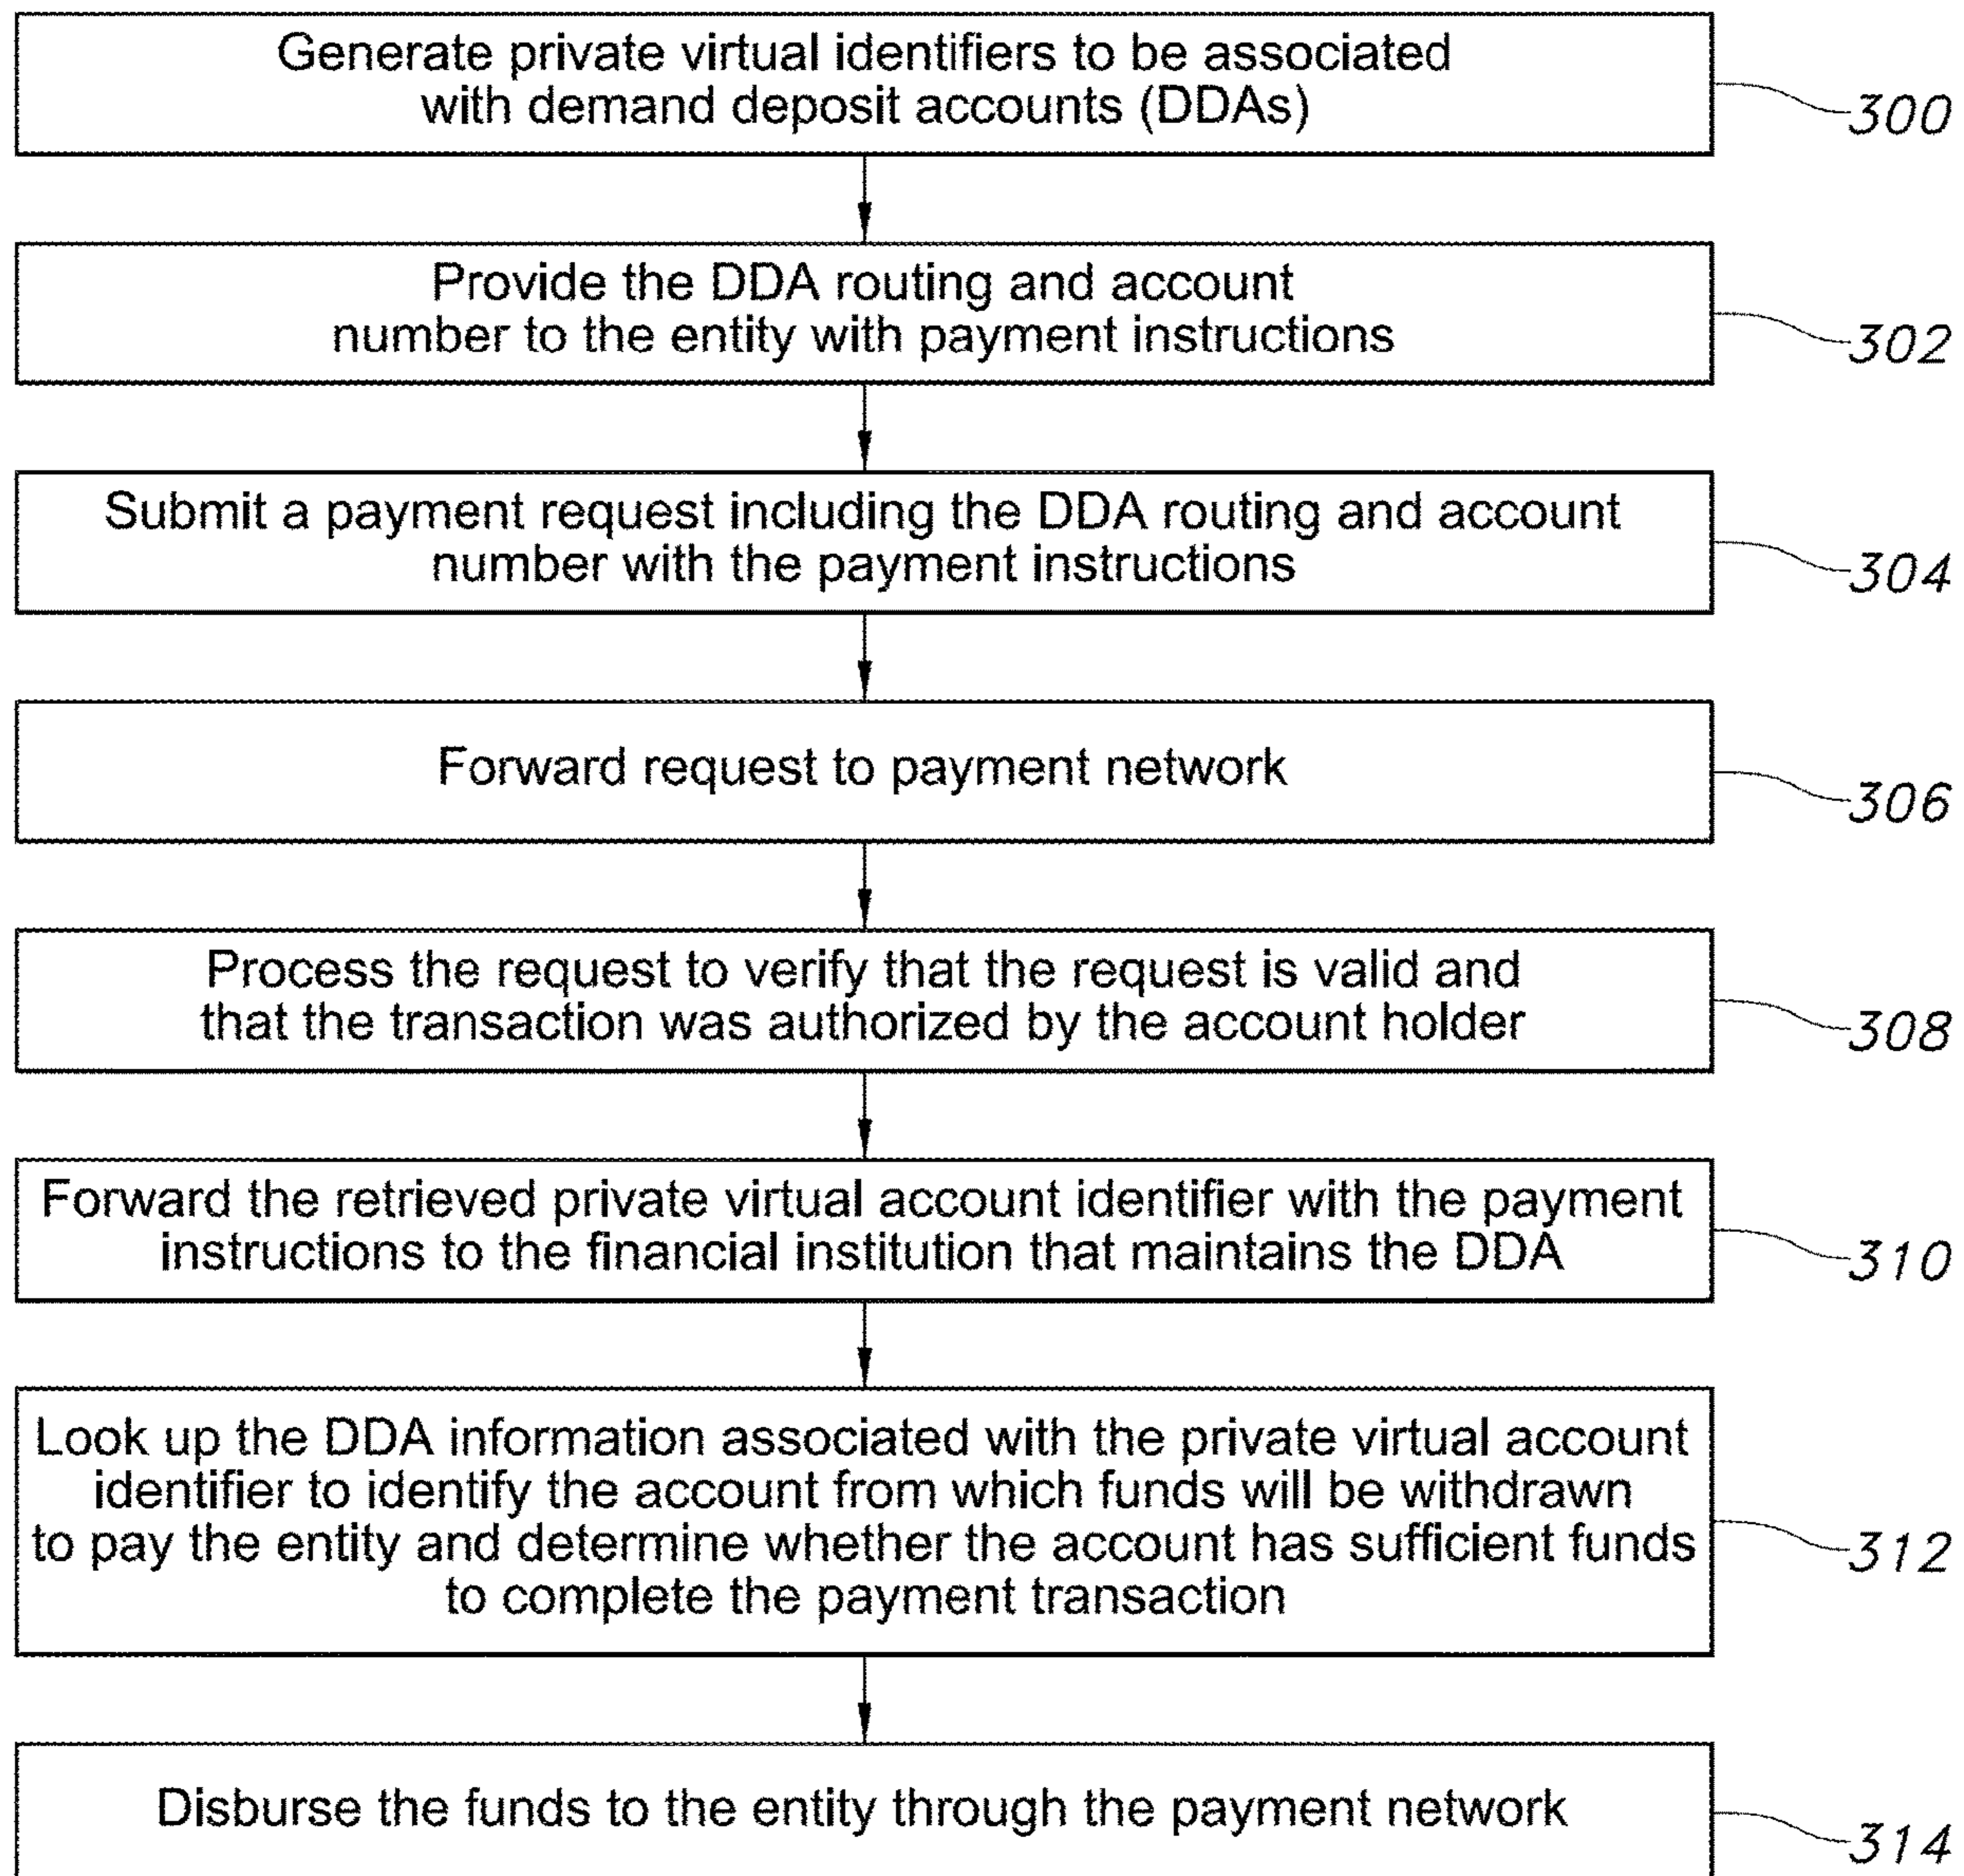 Generate private virtual identifiers to be associated
with demand deposit accounts (DDAs)
300
Provide the DDA routing and account
number to the entity with payment instructions
302
Submit a payment request including the DDA routing and account
number with the payment instructions
304
Forward request to payment network
306
Process the request to verify that the request is valid and
that the transaction was authorized by the account holder
308
Forward the retrieved private virtual account identifier with the payment
instructions to the financial institution that maintains the DDA
310
Look up the DDA information associated with the private virtual account
identifier to identify the account from which funds will be withdrawn
to pay the entity and determine whether the account has sufficient funds
to complete the payment transaction
312
Disburse the funds to the entity through the payment network
314